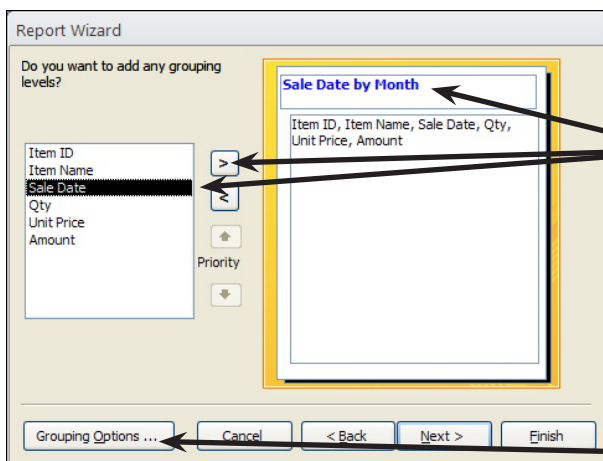 Report Wizard
Do you want to add any grouping
levels?
Sale Date by Month
Item ID, Item Name, Sale Date, Qty,
Unit Price, Amount
Item ID
Item Name
Sale Date
Qty
Unit Price
Amount
>
<
Priority
Grouping Options ...
Cancel
< Back
Next >
Finish